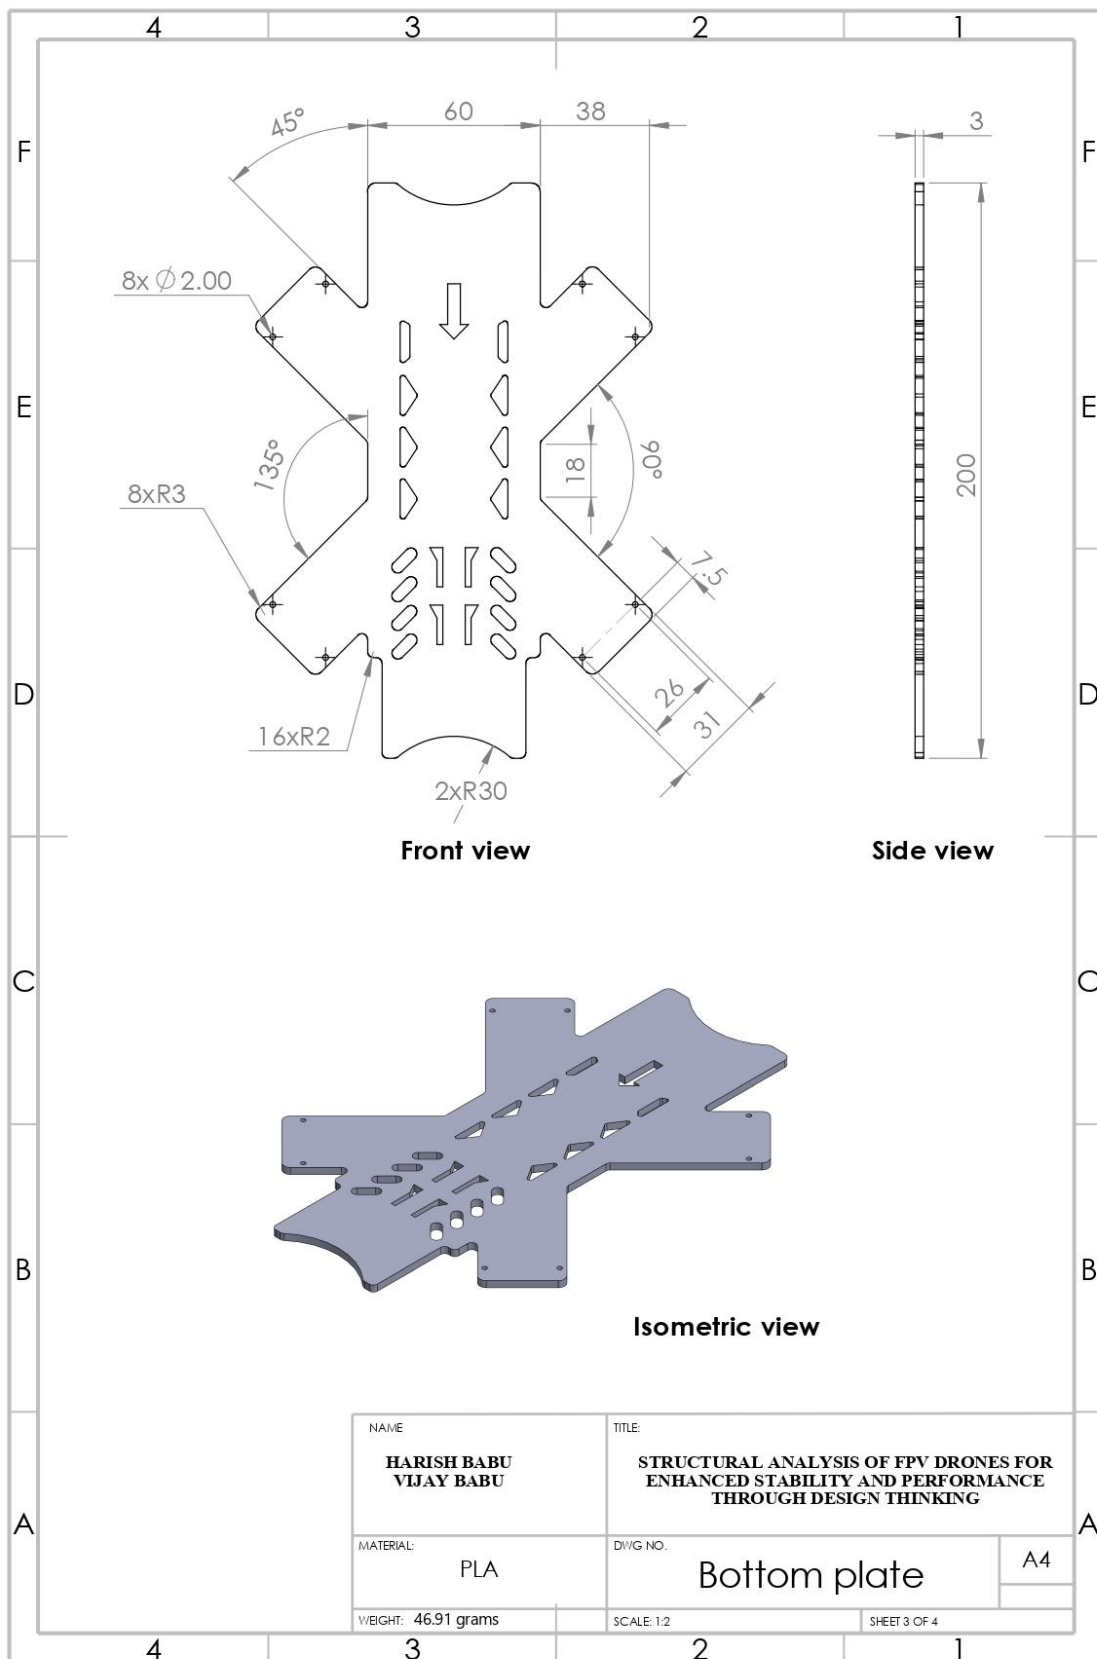 4 3 2 1
F F
E E
D D
C C
B B
A A
45°
60
38
3
8x ∅ 2.00
135°
18
90°
200
8xR3
7.5
26
31
16xR2
2xR30
Front view
Side view
Isometric view
NAME
HARISH BABU
VIJAY BABU
TITLE:
STRUCTURAL ANALYSIS OF FPV DRONES FOR
ENHANCED STABILITY AND PERFORMANCE
THROUGH DESIGN THINKING
MATERIAL:
PLA
DWG NO.
Bottom plate
A4
WEIGHT: 46.91 grams
SCALE: 1:2
SHEET 3 OF 4
4 3 2 1